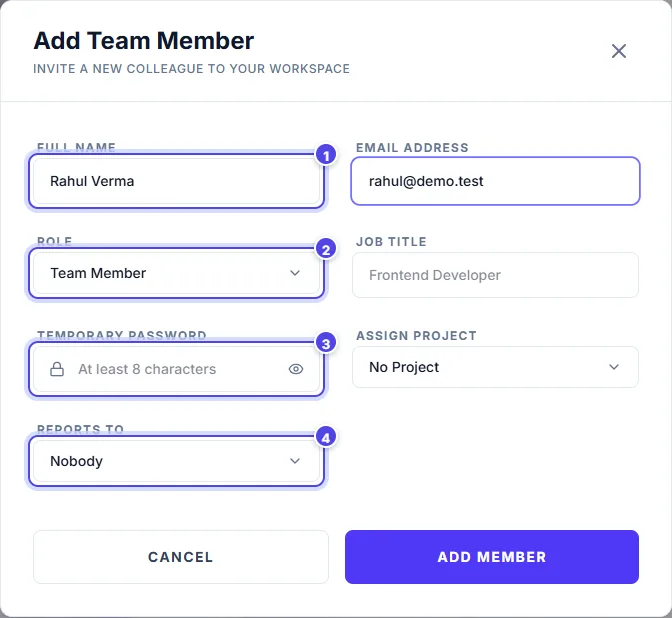 Add Team Member
INVITE A NEW COLLEAGUE TO YOUR WORKSPACE
FULL NAME
1
EMAIL ADDRESS
Rahul Verma
rahul@demo.test
ROLE
2
JOB TITLE
Team Member
Frontend Developer
TEMPORARY PASSWORD
3
ASSIGN PROJECT
At least 8 characters
No Project
REPORTS TO
4
Nobody
CANCEL
ADD MEMBER